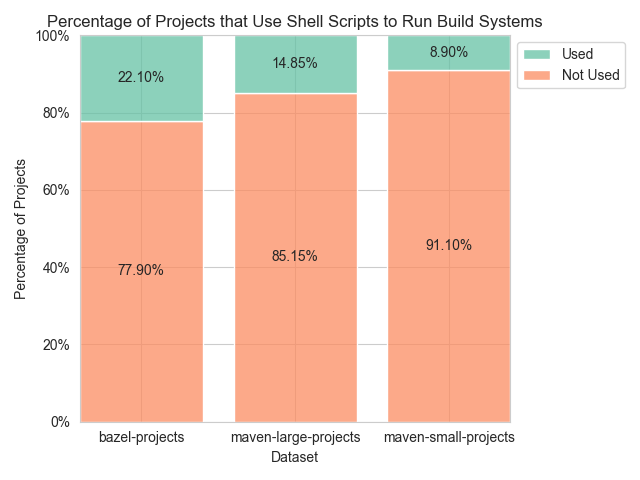 Percentage of Projects that Use Shell Scripts to Run Build Systems
100%
80%
60%
40%
20%
0%
Percentage of Projects
22.10%
14.85%
8.90%
77.90%
85.15%
91.10%
bazel-projects
maven-large-projects
maven-small-projects
Dataset
Used
Not Used